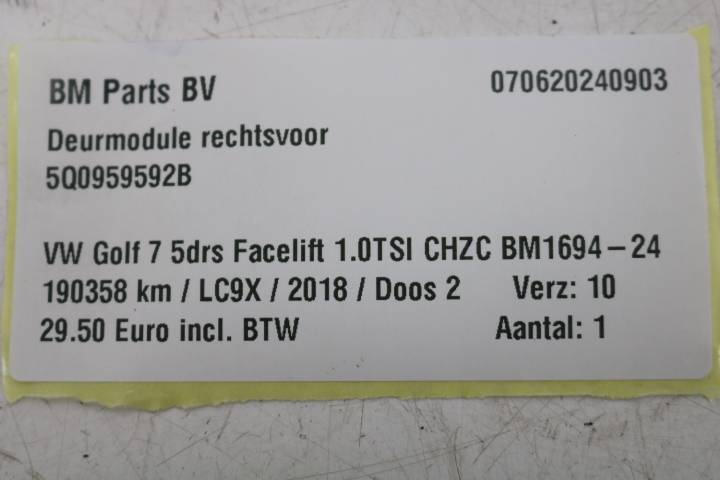 BM Parts BV 070620240903
Deurmodule rechtsvoor
5Q0959592B
VW Golf 7 5drs Facelift 1.0TSI CHZC BM1694-24
190358 km / LC9X / 2018 / Doos 2 Verz: 10
29.50 Euro incl. BTW Aantal: 1